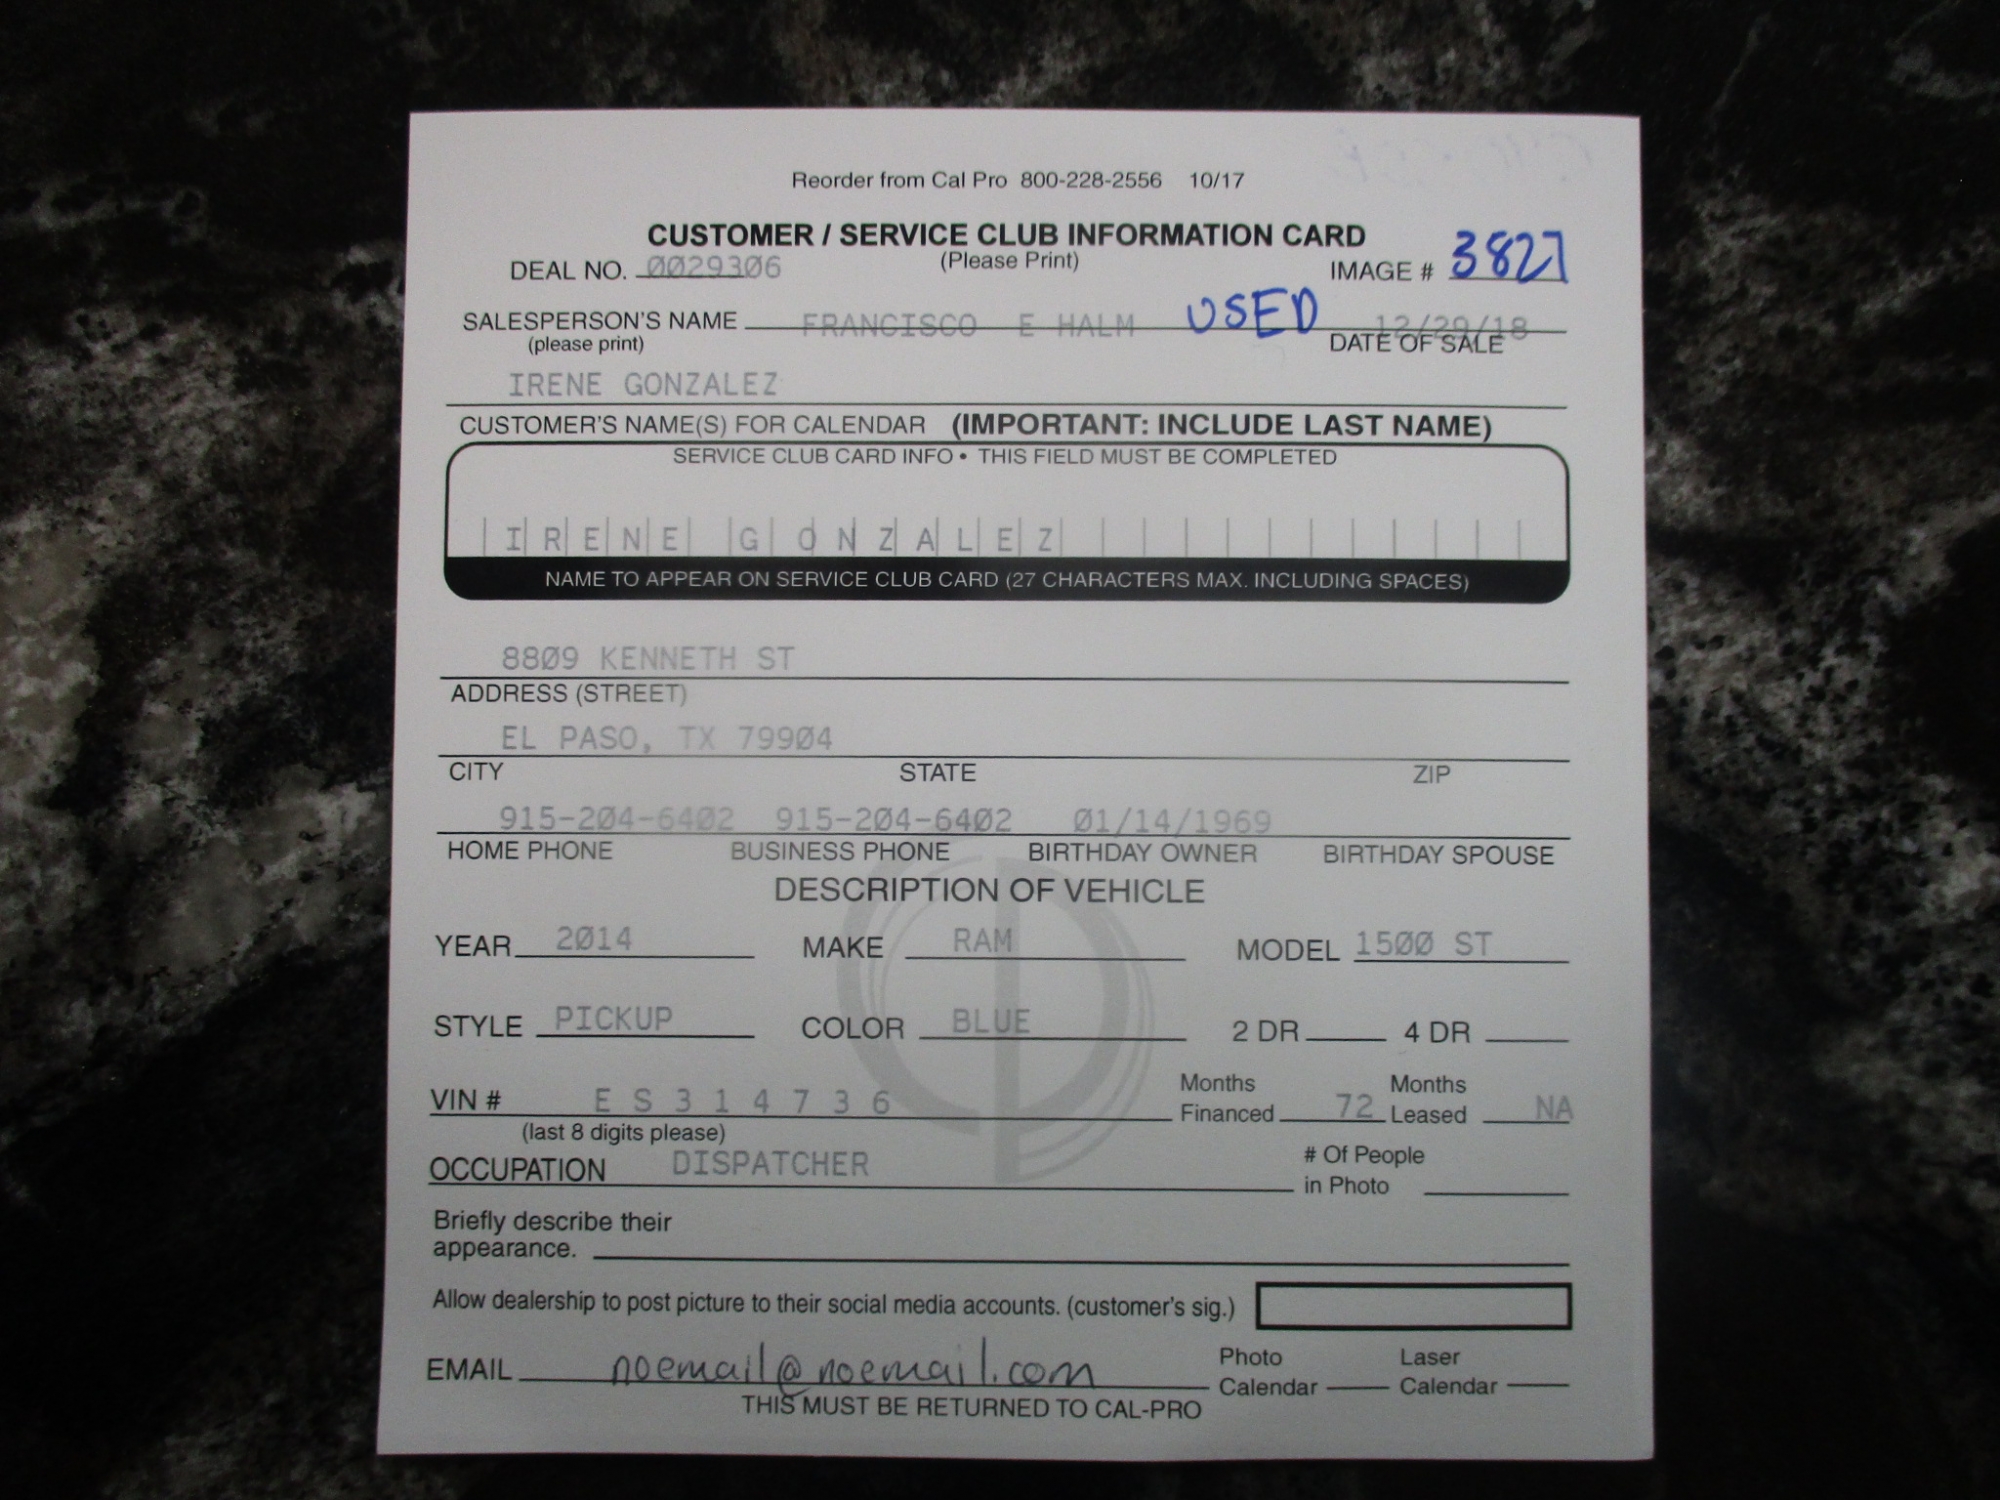 Reorder from Cal Pro 800-228-2556 10/17
CUSTOMER / SERVICE CLUB INFORMATION CARD
(Please Print)
DEAL NO. 0029306 IMAGE # 3827
SALESPERSON'S NAME FRANCISCO E HALM USED 12/29/18
(please print) DATE OF SALE
IRENE GONZALEZ
CUSTOMER'S NAME(S) FOR CALENDAR (IMPORTANT: INCLUDE LAST NAME)
SERVICE CLUB CARD INFO • THIS FIELD MUST BE COMPLETED
IRENE GONZALEZ
NAME TO APPEAR ON SERVICE CLUB CARD (27 CHARACTERS MAX. INCLUDING SPACES)
8809 KENNETH ST
ADDRESS (STREET)
EL PASO, TX 79904
CITY STATE ZIP
915-204-6402 915-204-6402 01/14/1969
HOME PHONE BUSINESS PHONE BIRTHDAY OWNER BIRTHDAY SPOUSE
DESCRIPTION OF VEHICLE
YEAR 2014 MAKE RAM MODEL 1500 ST
STYLE PICKUP COLOR BLUE 2 DR 4 DR
VIN # E S 3 1 4 7 3 6 Months Financed 72 Months Leased NA
(last 8 digits please)
OCCUPATION DISPATCHER # Of People in Photo
Briefly describe their
appearance.
Allow dealership to post picture to their social media accounts. (customer's sig.)
EMAIL noemail@noemail.com Photo Calendar Laser Calendar
THIS MUST BE RETURNED TO CAL-PRO